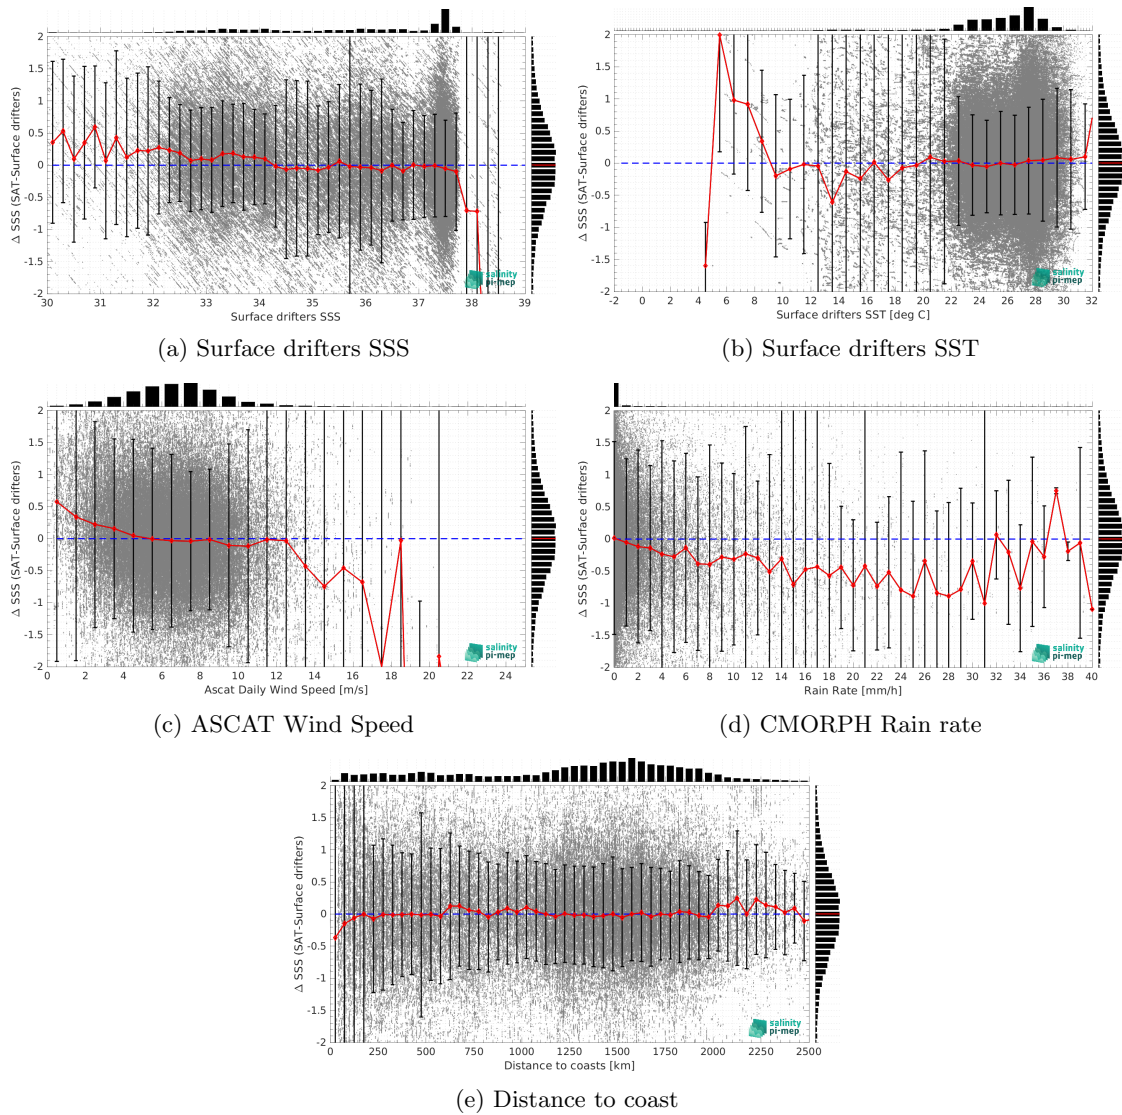 2
1.5
1
0.5
0
-0.5
-1
-1.5
-2
Δ SSS (SAT-Surface drifters)
30 31 32 33 34 35 36 37 38 39
Surface drifters SSS
salinity
pi-mep
(a) Surface drifters SSS
2
1.5
1
0.5
0
-0.5
-1
-1.5
-2
Δ SSS (SAT-Surface drifters)
-2 0 2 4 6 8 10 12 14 16 18 20 22 24 26 28 30 32
Surface drifters SST [deg C]
salinity
pi-mep
(b) Surface drifters SST
2
1.5
1
0.5
0
-0.5
-1
-1.5
-2
Δ SSS (SAT-Surface drifters)
0 2 4 6 8 10 12 14 16 18 20 22 24
Ascat Daily Wind Speed [m/s]
salinity
pi-mep
(c) ASCAT Wind Speed
2
1.5
1
0.5
0
-0.5
-1
-1.5
-2
Δ SSS (SAT-Surface drifters)
0 2 4 6 8 10 12 14 16 18 20 22 24 26 28 30 32 34 36 38 40
Rain Rate [mm/h]
salinity
pi-mep
(d) CMORPH Rain rate
2
1.5
1
0.5
0
-0.5
-1
-1.5
-2
Δ SSS (SAT-Surface drifters)
0 250 500 750 1000 1250 1500 1750 2000 2250 2500
Distance to coasts [km]
salinity
pi-mep
(e) Distance to coast